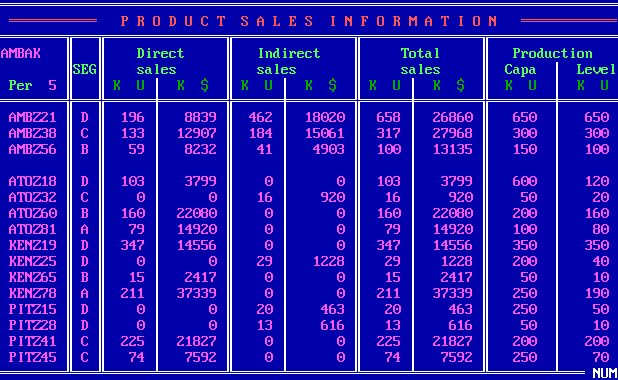 PRODUCT SALES INFORMATION
AMBAK Direct Indirect Total Production
SEG sales sales sales Capa Level
Per 5 K U K $ K U K $ K U K $ K U K U
AMBZ21 D 196 8839 462 18020 658 26860 650 650
AMBZ38 C 133 12907 184 15061 317 27968 300 300
AMBZ56 B 59 8232 41 4903 100 13135 150 100
ATOZ18 D 103 3799 0 0 103 3799 600 120
ATOZ32 C 0 0 16 920 16 920 50 20
ATOZ60 B 160 22080 0 0 160 22080 200 160
ATOZ81 A 79 14920 0 0 79 14920 100 80
KENZ19 D 347 14556 0 0 347 14556 350 350
KENZ25 D 0 0 29 1228 29 1228 200 40
KENZ65 B 15 2417 0 0 15 2417 50 10
KENZ78 A 211 37339 0 0 211 37339 250 190
PITZ15 D 0 0 20 463 20 463 250 50
PITZ28 D 0 0 13 616 13 616 50 10
PITZ41 C 225 21827 0 0 225 21827 200 200
PITZ45 C 74 7592 0 0 74 7592 250 70
NUM